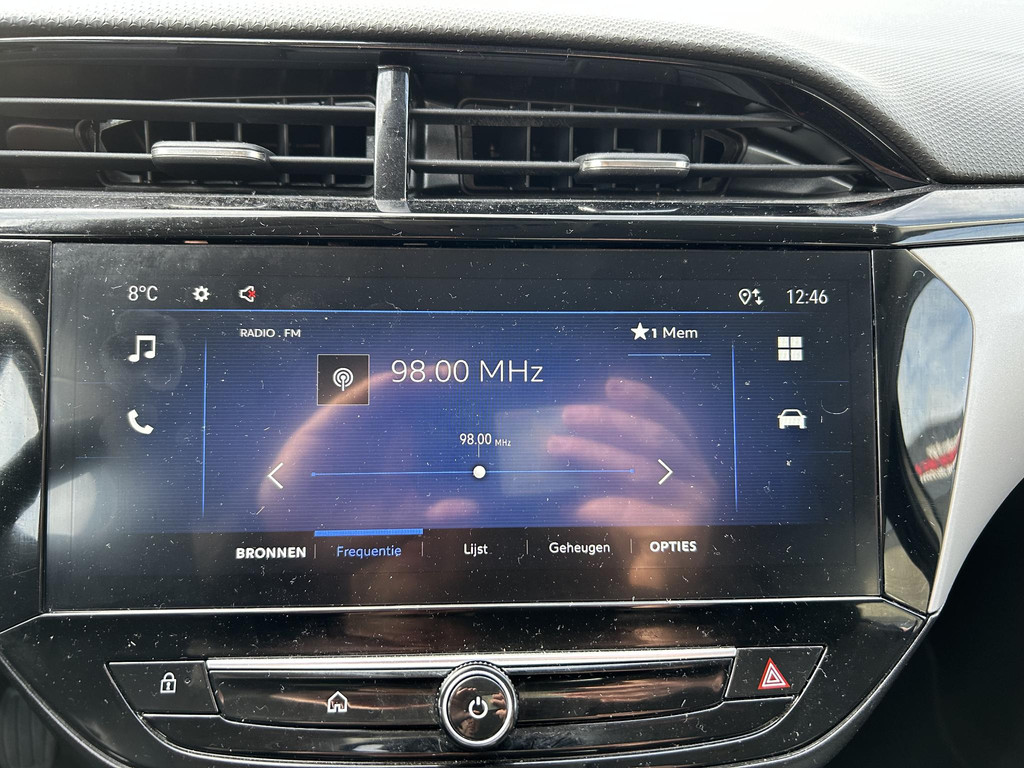 8°C 12:46
RADIO . FM 1 Mem
98.00 MHz
98.00 MHz
BRONNEN Frequentie Lijst Geheugen OPTIES